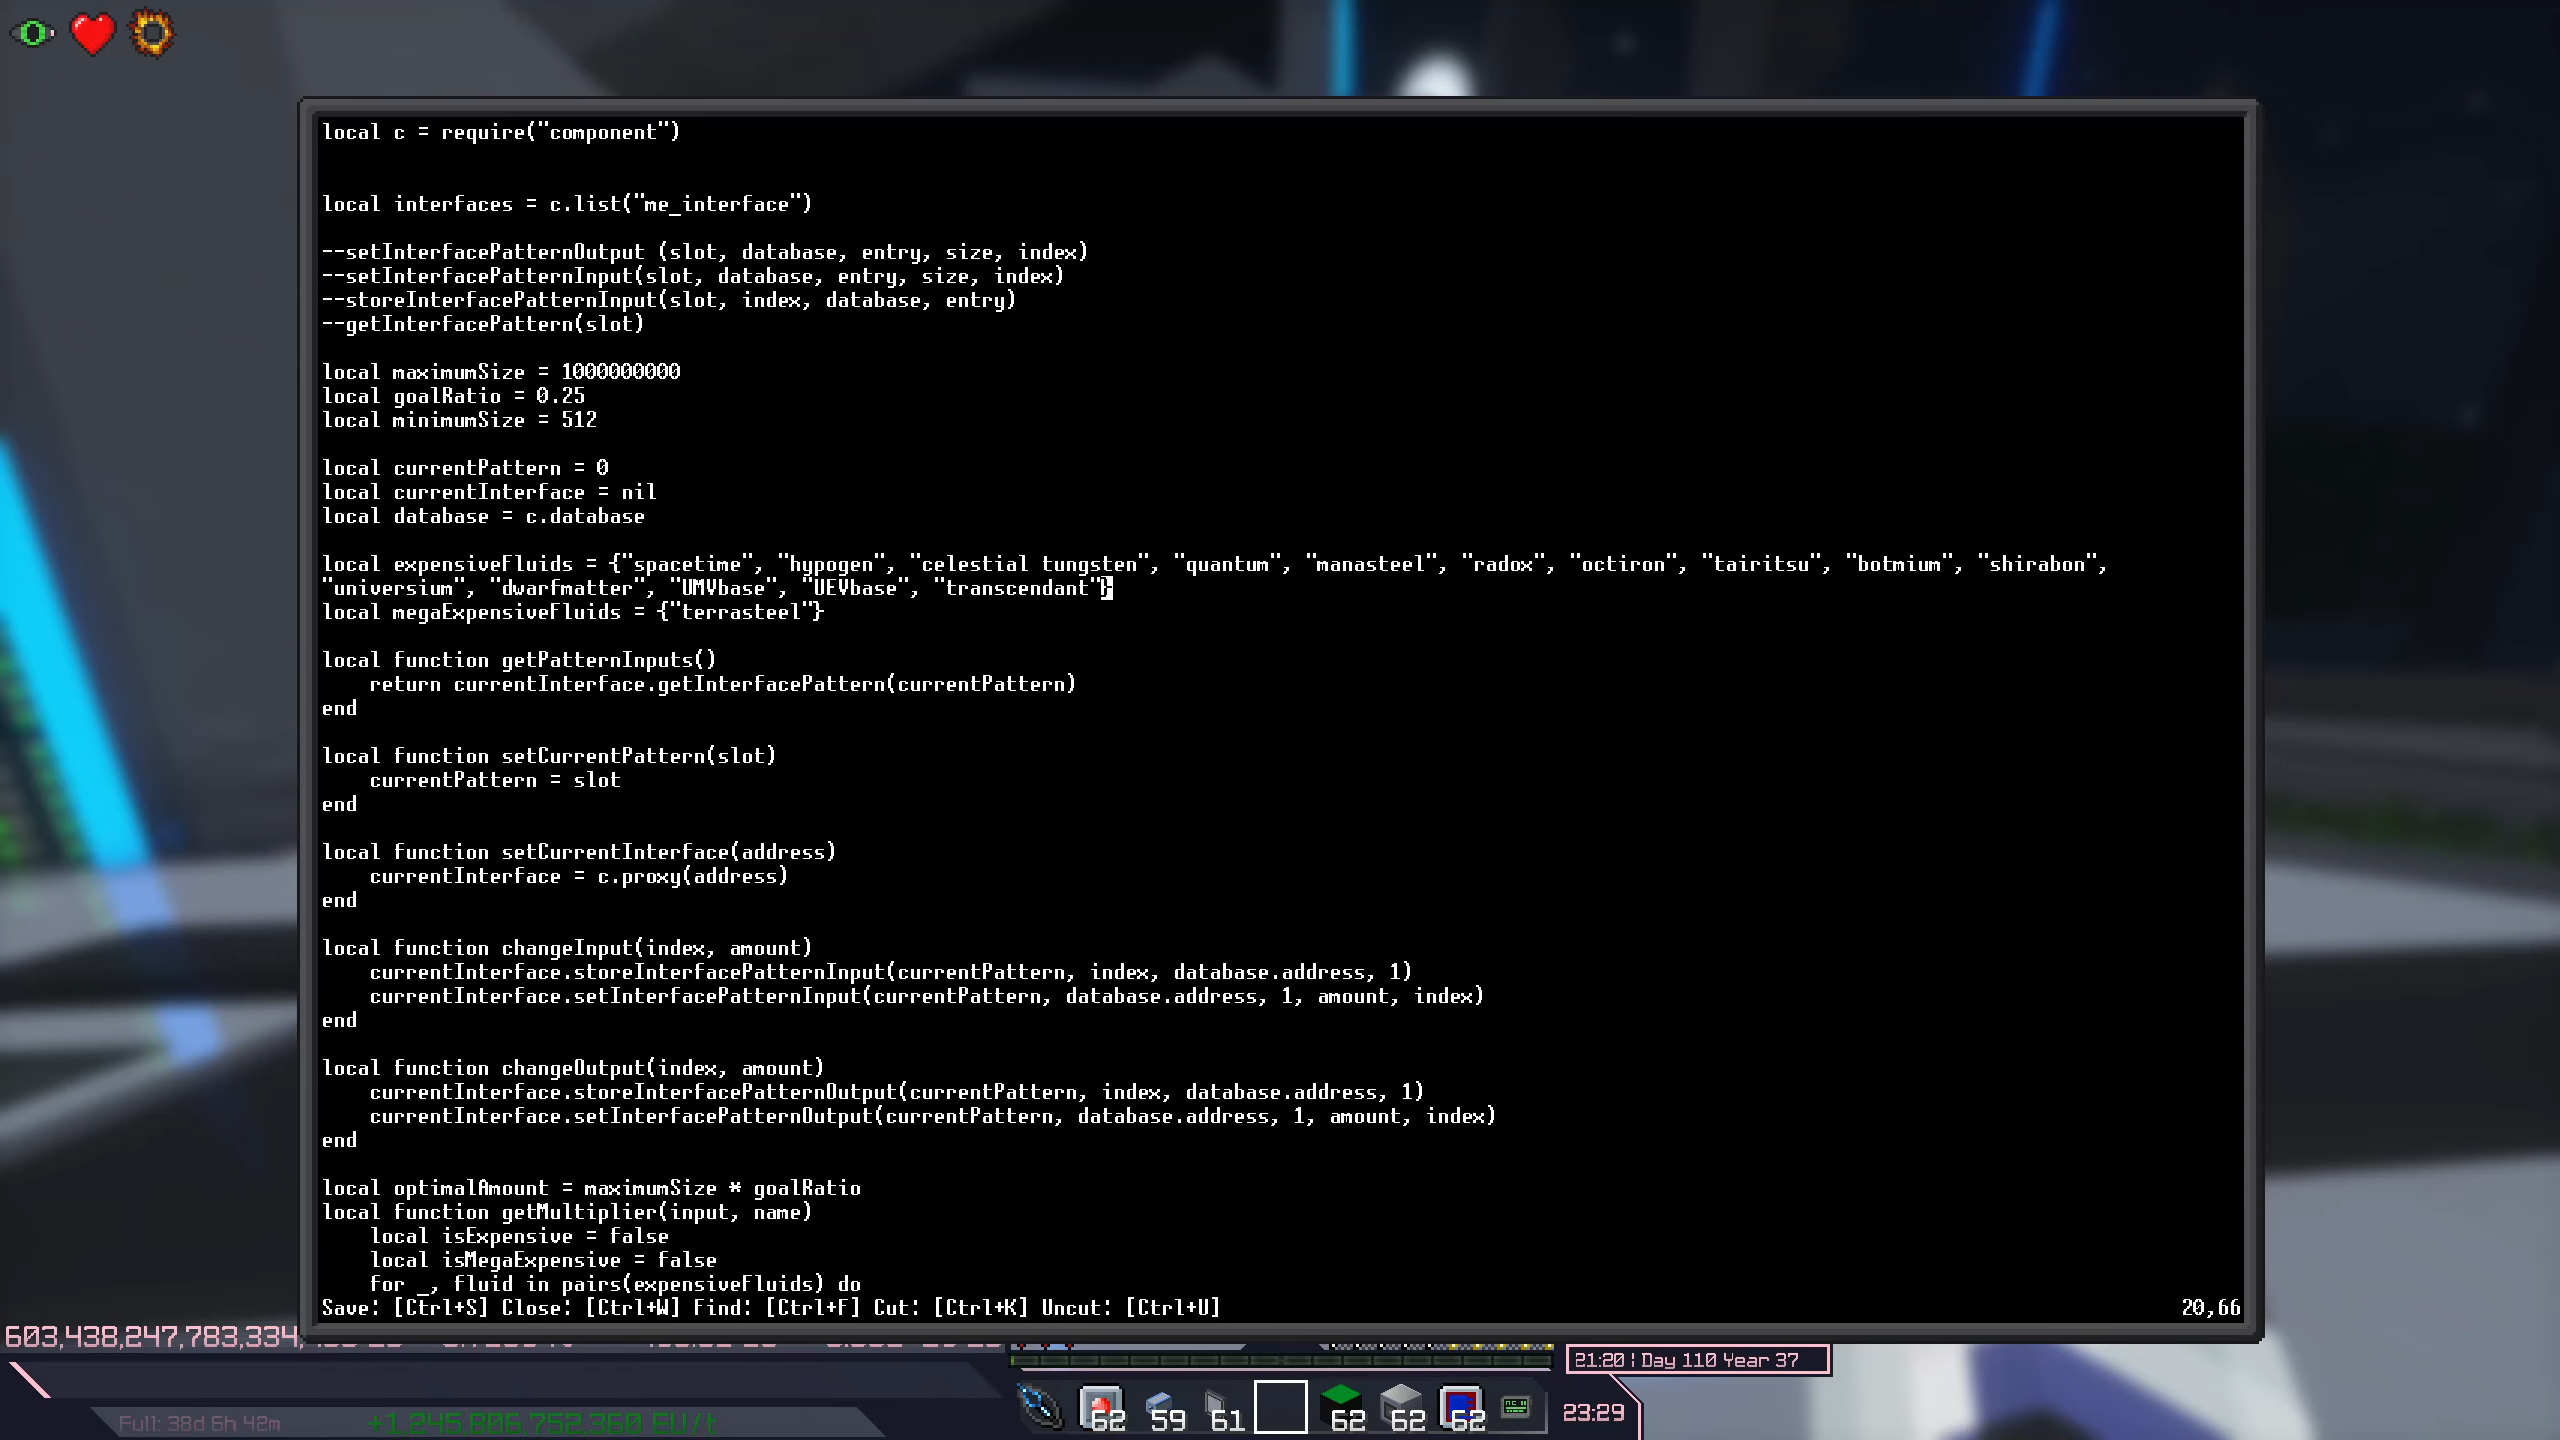 local c = require("component")
local interfaces = c.list("me_interface")
--setInterfacePatternOutput (slot, database, entry, size, index)
--setInterfacePatternInput(slot, database, entry, size, index)
--storeInterfacePatternInput(slot, index, database, entry)
--getInterfacePattern(slot)
local maximumSize = 1000000000
local goalRatio = 0.25
local minimumSize = 512
local currentPattern = 0
local currentInterface = nil
local database = c.database
local expensiveFluids = {"spacetime", "hypogen", "celestial tungsten", "quantum", "manasteel", "radox", "octiron", "tairitsu", "botmium", "shirabon",
"universium", "dwarfmatter", "UMVbase", "UEVbase", "transcendant"}
local megaExpensiveFluids = {"terrasteel"}
local function getPatternInputs()
    return currentInterface.getInterfacePattern(currentPattern)
end
local function setCurrentPattern(slot)
    currentPattern = slot
end
local function setCurrentInterface(address)
    currentInterface = c.proxy(address)
end
local function changeInput(index, amount)
    currentInterface.storeInterfacePatternInput(currentPattern, index, database.address, 1)
    currentInterface.setInterfacePatternInput(currentPattern, database.address, 1, amount, index)
end
local function changeOutput(index, amount)
    currentInterface.storeInterfacePatternOutput(currentPattern, index, database.address, 1)
    currentInterface.setInterfacePatternOutput(currentPattern, database.address, 1, amount, index)
end
local optimalAmount = maximumSize * goalRatio
local function getMultiplier(input, name)
    local isExpensive = false
    local isMegaExpensive = false
    for _, fluid in pairs(expensiveFluids) do
Save: [Ctrl+S] Close: [Ctrl+W] Find: [Ctrl+F] Cut: [Ctrl+K] Uncut: [Ctrl+U] 20,66
603,438,247,783,334,
21:20 | Day 110 Year 37
Full: 38d 6h 42m +1,245,806,752,360 EU/t
62 59 61 62 62 62
23:29